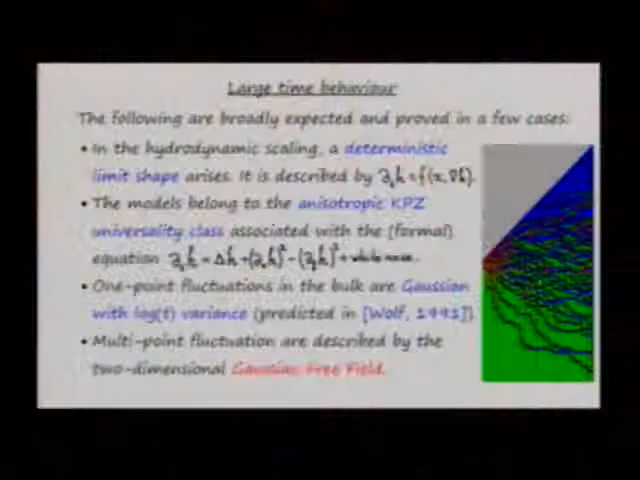 Large time behaviour
The following are broadly expected and proved in a few cases:
• In the hydrodynamic scaling, a deterministic
limit shape arises. It is described by ∂ₜh = f(x, ∇h).
• The models belong to the anisotropic KPZ
universality class associated with the (formal)
equation ∂ₜh = Δh + (∂ₓh)² − (∂ᵧh)² + white noise.
• One-point fluctuations in the bulk are Gaussian
with log(t) variance (predicted in [Wolf, 1991]).
• Multi-point fluctuation are described by the
two-dimensional Gaussian Free Field.